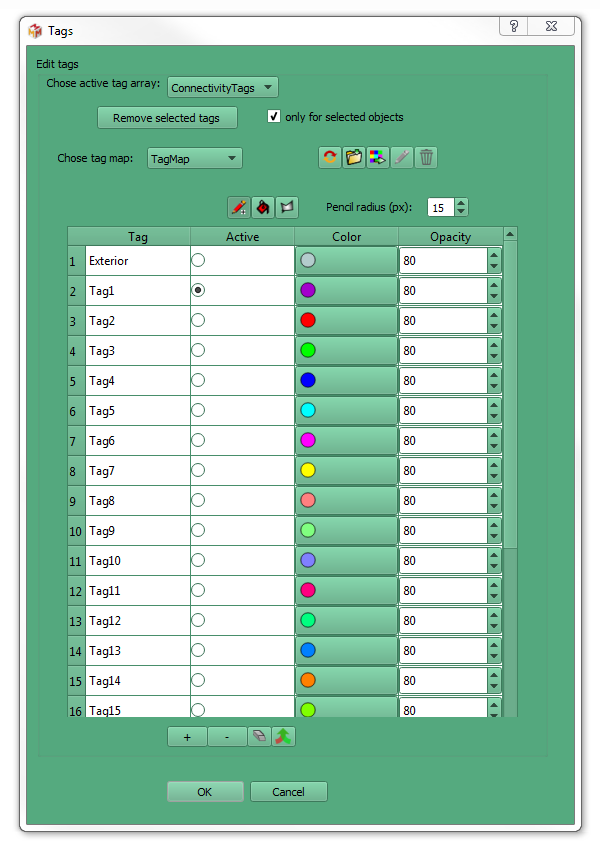 Tags
?
Edit tags
Chose active tag array: ConnectivityTags
Remove selected tags only for selected objects
Chose tag map: TagMap
Pencil radius (px): 15
Tag Active Color Opacity
1 Exterior 80
2 Tag1 80
3 Tag2 80
4 Tag3 80
5 Tag4 80
6 Tag5 80
7 Tag6 80
8 Tag7 80
9 Tag8 80
10 Tag9 80
11 Tag10 80
12 Tag11 80
13 Tag12 80
14 Tag13 80
15 Tag14 80
16 Tag15 80
+ -
OK Cancel